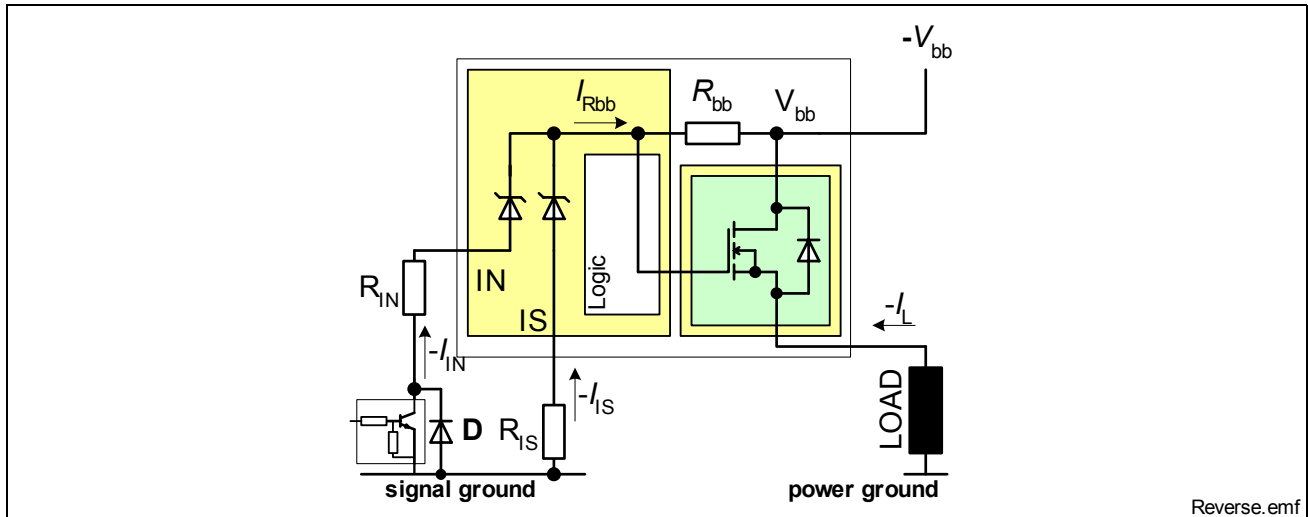 -Vbb
IRbb
Rbb
Vbb
Logic
IN
RIN
IS
-IL
-IIN
-IIS
D
RIS
LOAD
signal ground
power ground
Reverse.emf